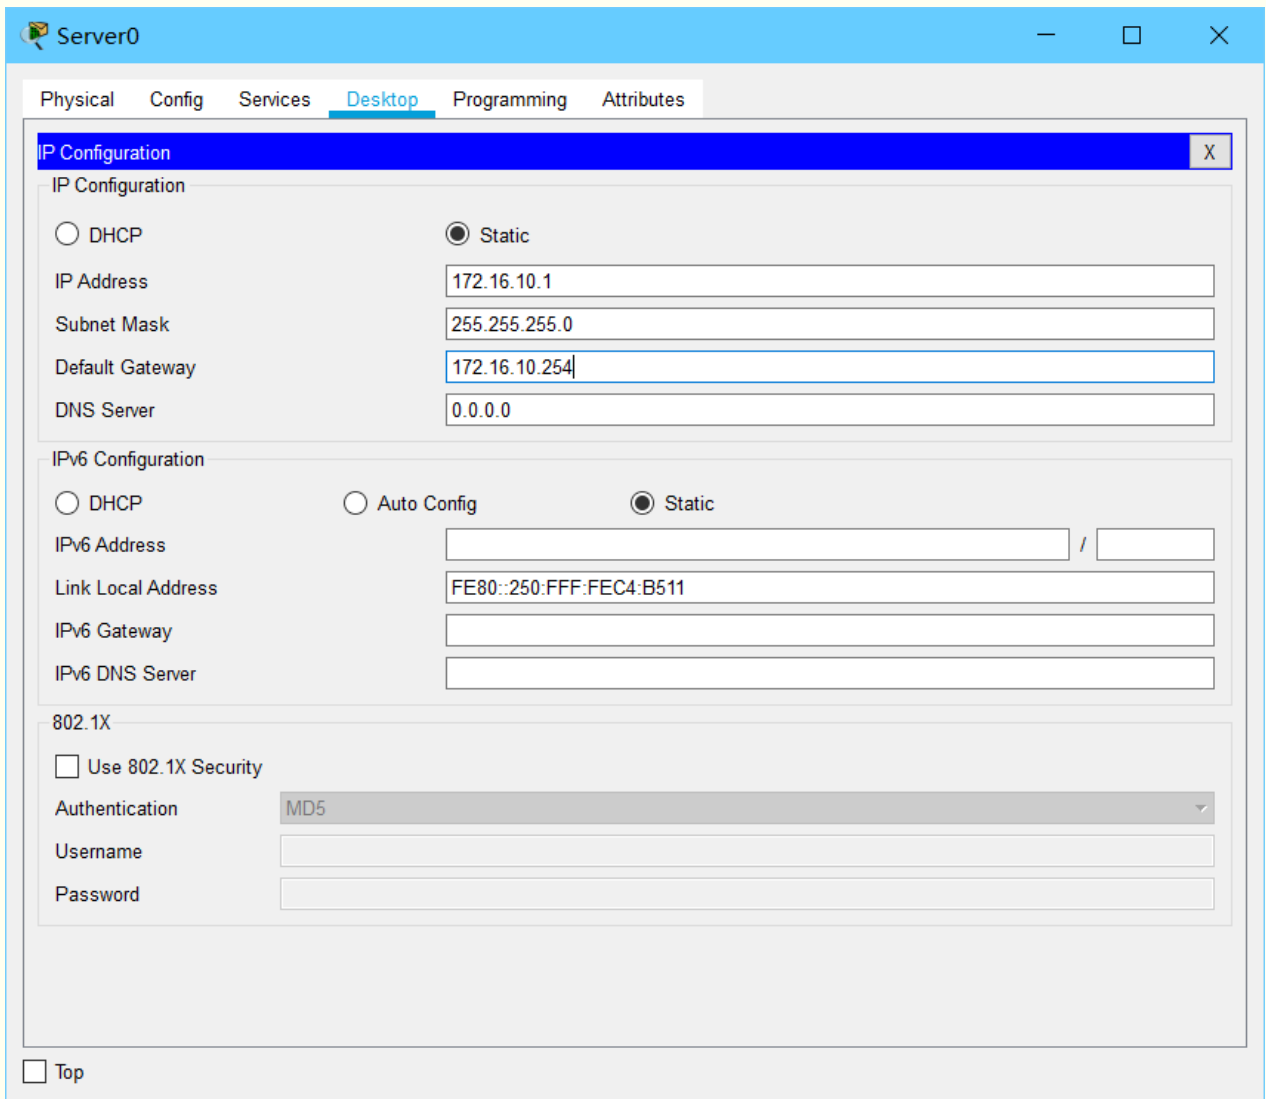 Server0
Physical Config Services Desktop Programming Attributes
IP Configuration X
IP Configuration
DHCP Static
IP Address 172.16.10.1
Subnet Mask 255.255.255.0
Default Gateway 172.16.10.254
DNS Server 0.0.0.0
IPv6 Configuration
DHCP Auto Config Static
IPv6 Address /
Link Local Address FE80::250:FFF:FEC4:B511
IPv6 Gateway
IPv6 DNS Server
802.1X
Use 802.1X Security
Authentication MD5
Username
Password
Top